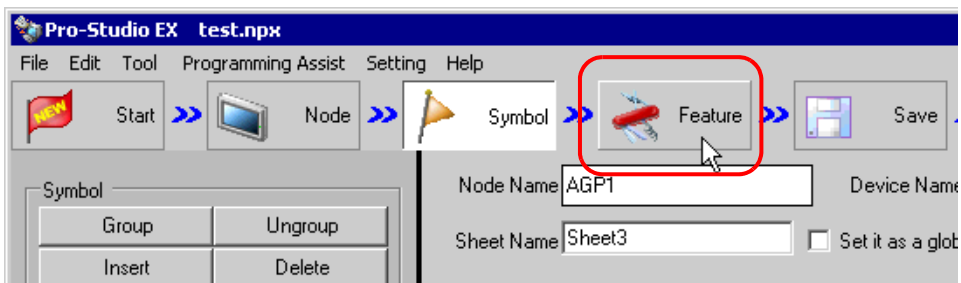 Pro-Studio EX test.npx
File Edit Tool Programming Assist Setting Help
NEW Start Node Symbol Feature Save
Symbol
Node Name AGP1 Device Name
Group Ungroup
Sheet Name Sheet3 Set it as a glob
Insert Delete